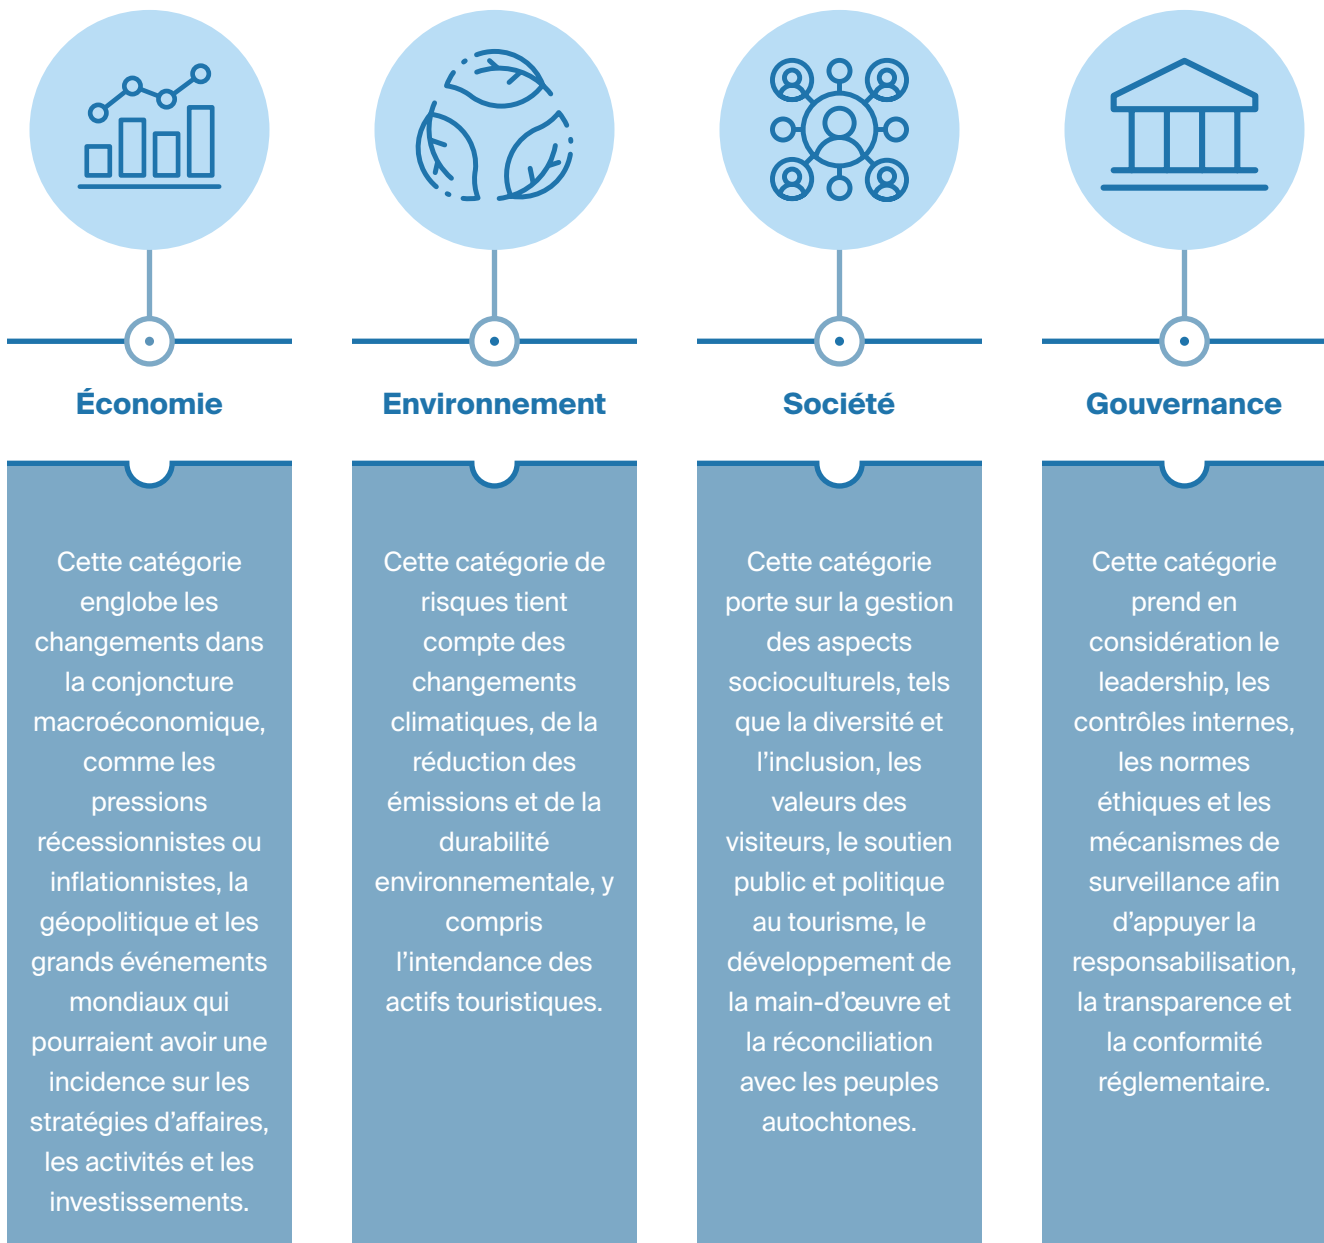 Économie
Cette catégorie
englobe les
changements dans
la conjoncture
macroéconomique,
comme les
pressions
récessionnistes ou
inflationnistes, la
géopolitique et les
grands événements
mondiaux qui
pourraient avoir une
incidence sur les
stratégies d’affaires,
les activités et les
investissements.
Environnement
Cette catégorie de
risques tient
compte des
changements
climatiques, de la
réduction des
émissions et de la
durabilité
environnementale, y
compris
l’intendance des
actifs touristiques.
Société
Cette catégorie
porte sur la gestion
des aspects
socioculturels, tels
que la diversité et
l’inclusion, les
valeurs des
visiteurs, le soutien
public et politique
au tourisme, le
développement de
la main-d’œuvre et
la réconciliation
avec les peuples
autochtones.
Gouvernance
Cette catégorie
prend en
considération le
leadership, les
contrôles internes,
les normes
éthiques et les
mécanismes de
surveillance afin
d’appuyer la
responsabilisation,
la transparence et
la conformité
réglementaire.